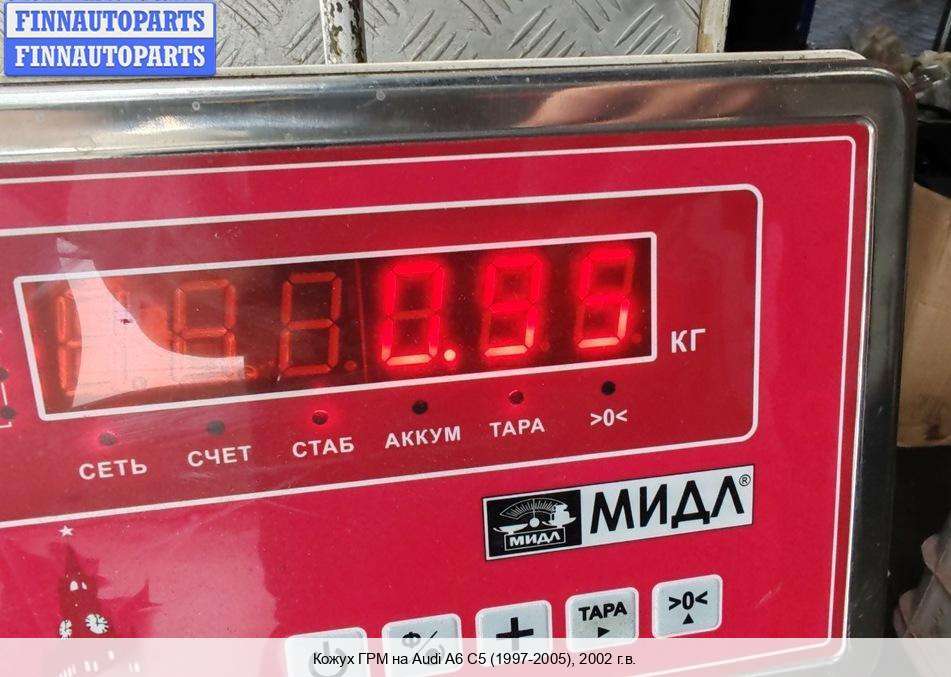 FINNAUTOPARTS
FINNAUTOPARTS
0.95
КГ
СЕТЬ СЧЕТ СТАБ АККУМ ТАРА >0<
МИДЛ МИДЛ®
ТАРА >0<
Кожух ГРМ на Audi A6 C5 (1997-2005), 2002 г.в.